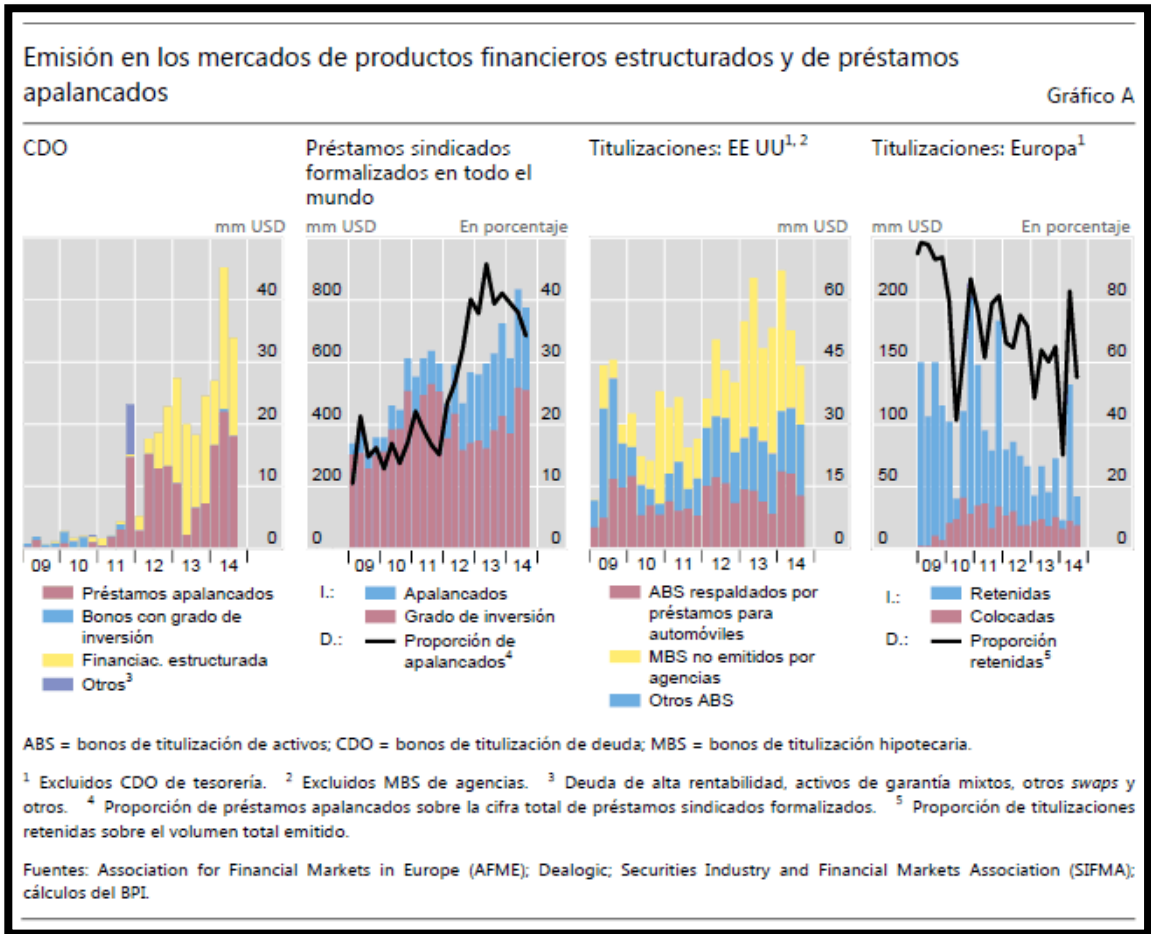 Emisión en los mercados de productos financieros estructurados y de préstamos
apalancados
Gráfico A
CDO
Préstamos sindicados
formalizados en todo el
mundo
Titulizaciones: EE UU1, 2
Titulizaciones: Europa1
mm USD
mm USD
En porcentaje
mm USD
mm USD
En porcentaje
40
30
20
10
0
09 10 11 12 13 14
800
600
400
200
0
40
30
20
10
0
09 10 11 12 13 14
60
45
30
15
0
09 10 11 12 13 14
200
150
100
50
0
80
60
40
20
0
09 10 11 12 13 14
Préstamos apalancados
Bonos con grado de
inversión
Financiac. estructurada
Otros3
I.:
Apalancados
Grado de inversión
D.:
Proporción de
apalancados4
ABS respaldados por
préstamos para
automóviles
MBS no emitidos por
agencias
Otros ABS
I.:
Retenidas
Colocadas
D.:
Proporción
retenidas5
ABS = bonos de titulización de activos; CDO = bonos de titulización de deuda; MBS = bonos de titulización hipotecaria.
1 Excluidos CDO de tesorería. 2 Excluidos MBS de agencias. 3 Deuda de alta rentabilidad, activos de garantía mixtos, otros swaps y
otros. 4 Proporción de préstamos apalancados sobre la cifra total de préstamos sindicados formalizados. 5 Proporción de titulizaciones
retenidas sobre el volumen total emitido.
Fuentes: Association for Financial Markets in Europe (AFME); Dealogic; Securities Industry and Financial Markets Association (SIFMA);
cálculos del BPI.